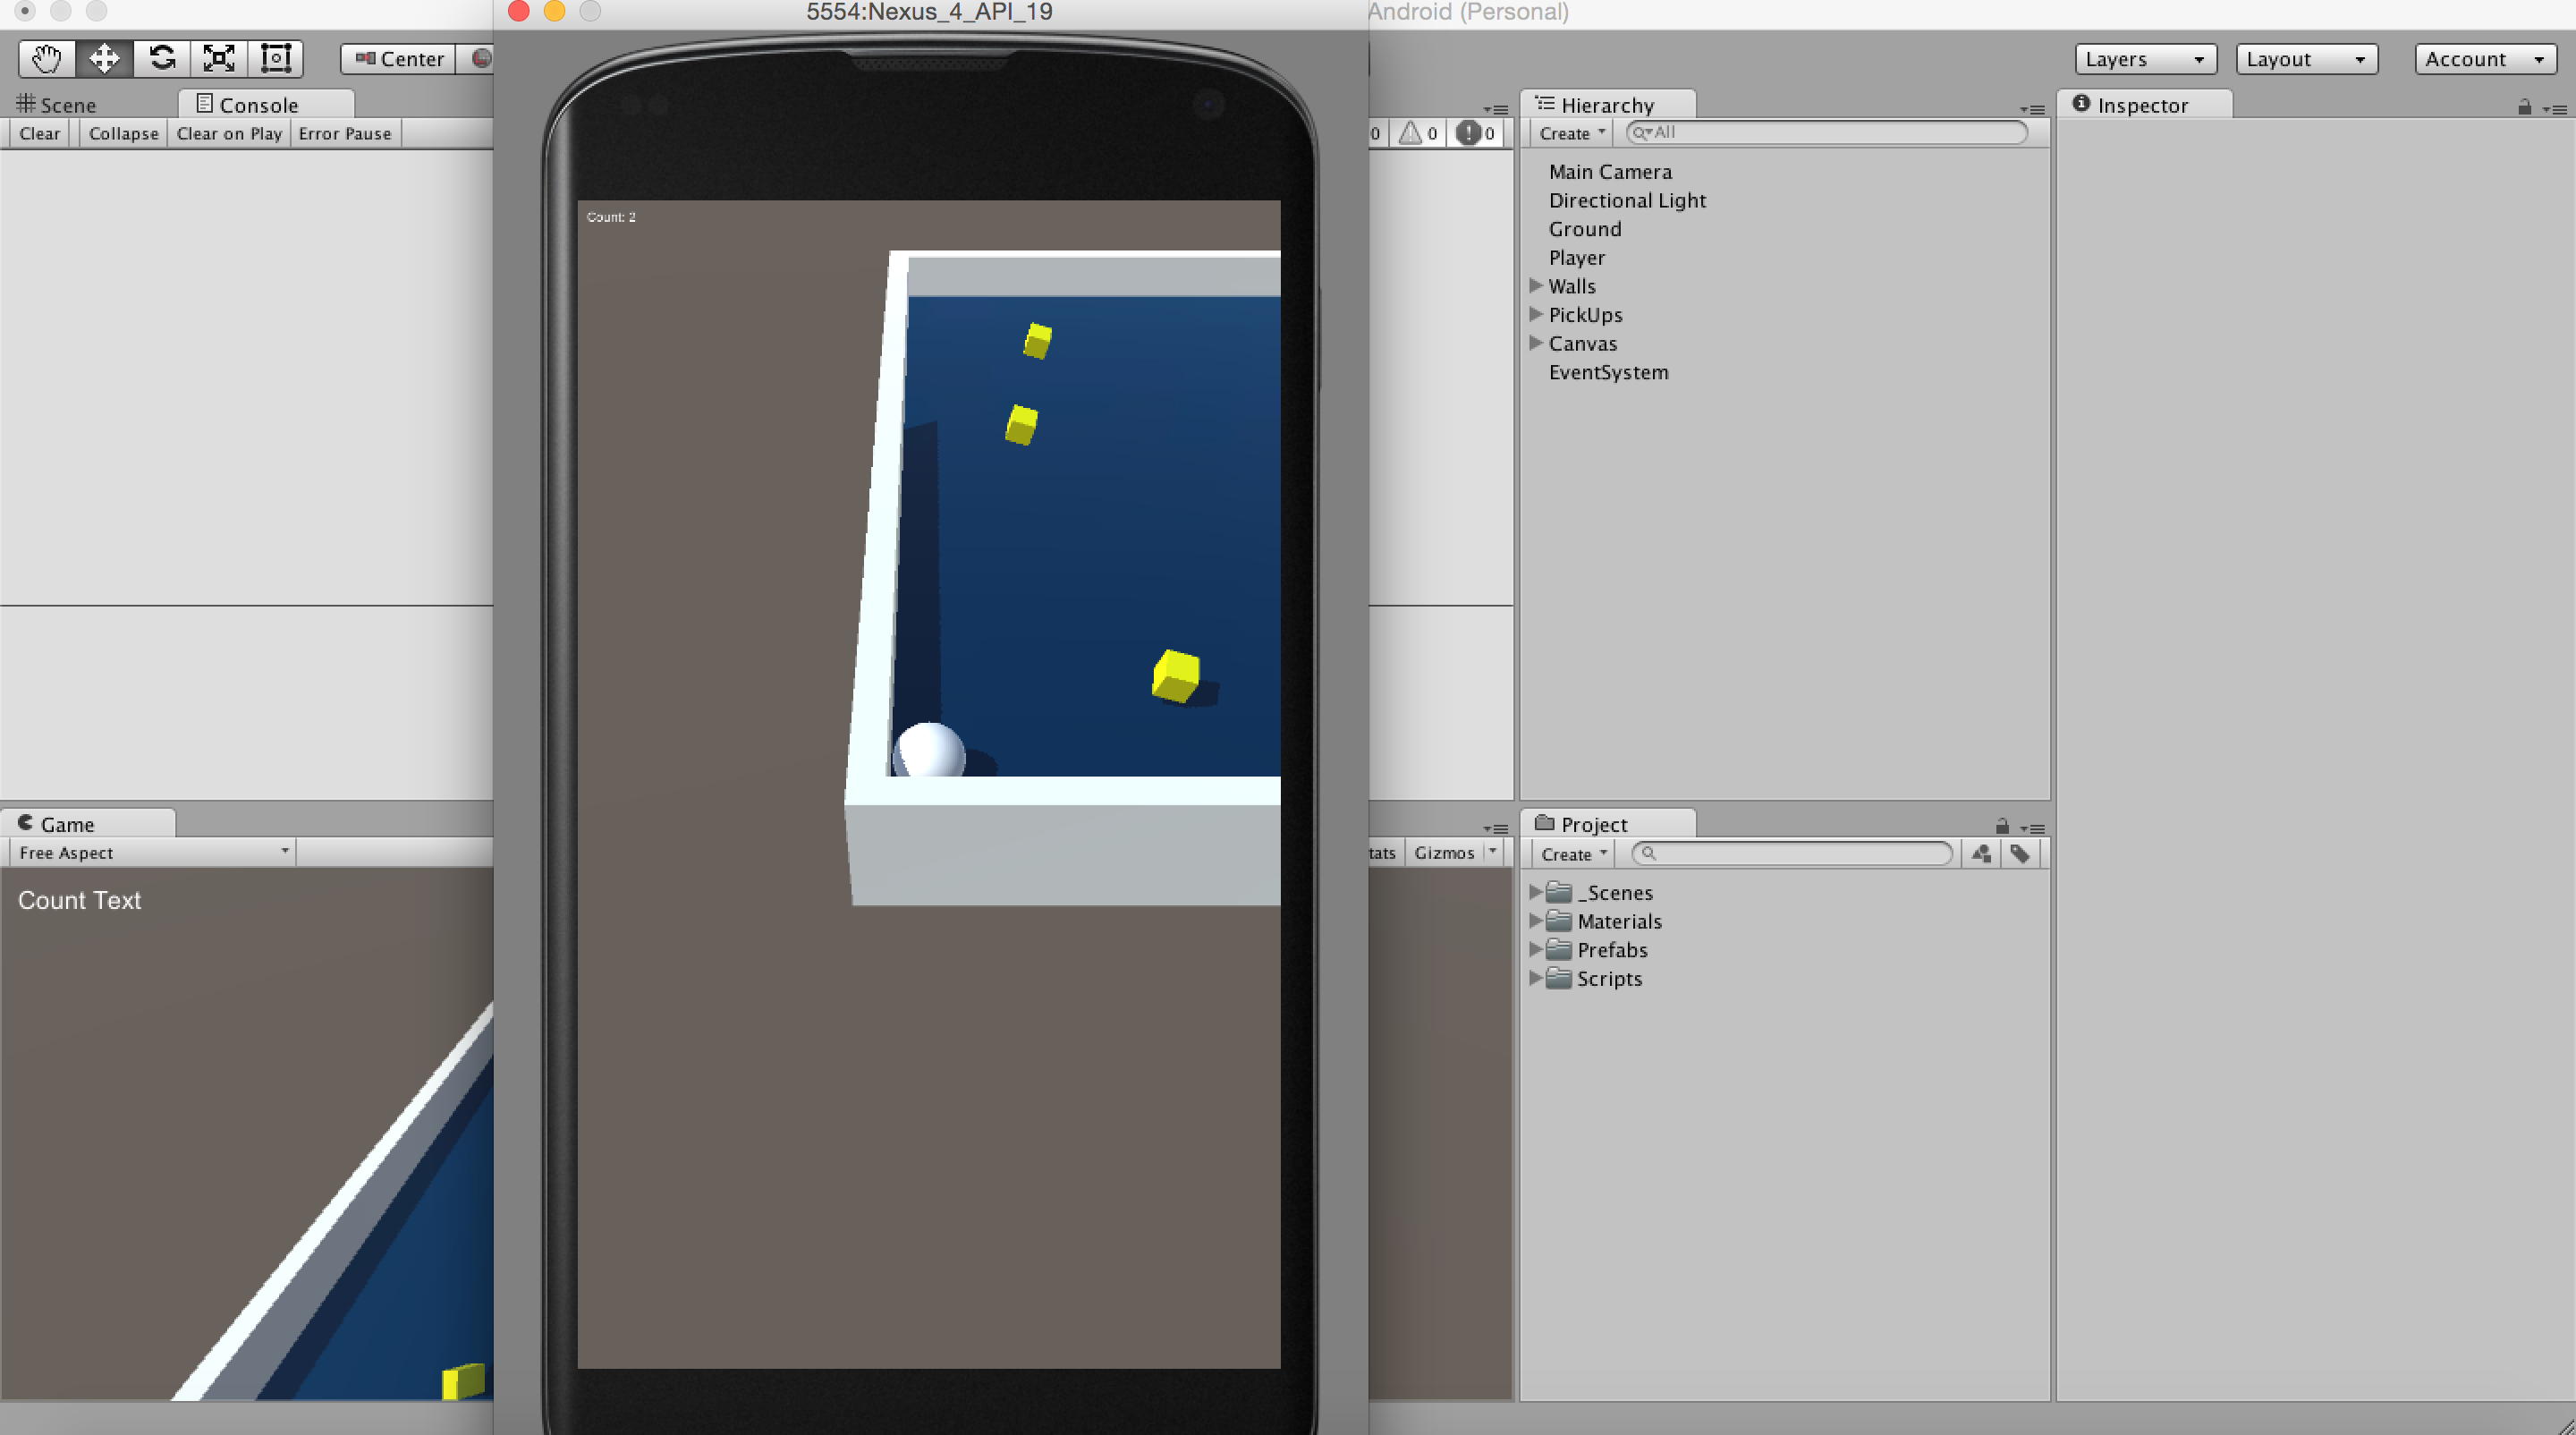 5554:Nexus_4_API_19
Android (Personal)
Center
Layers
Layout
Account
Scene
Console
Hierarchy
Inspector
Clear
Collapse
Clear on Play
Error Pause
0
0
0
Create
All
Main Camera
Directional Light
Ground
Player
Walls
PickUps
Canvas
EventSystem
Count: 2
Game
Project
Free Aspect
tats
Gizmos
Create
Count Text
_Scenes
Materials
Prefabs
Scripts